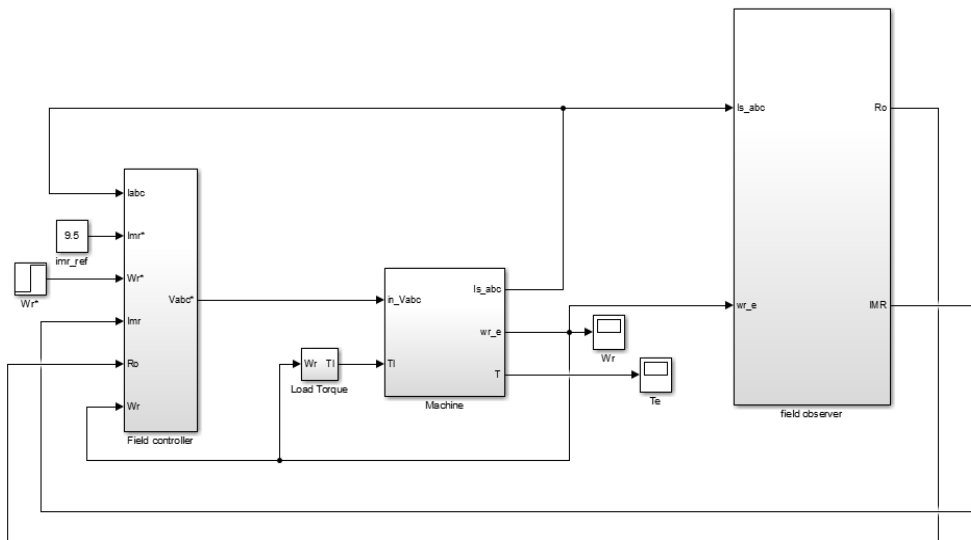 Is_abc
Ro
Iabc
9.5
Imr*
imr_ref
Wr*
Wr*
Vabc*
in_Vabc
Is_abc
wr_e
IMR
Imr
wr_e
Wr
Ro
Wr
Tl
Tl
T
Load Torque
Machine
Te
Wr
field observer
Field controller